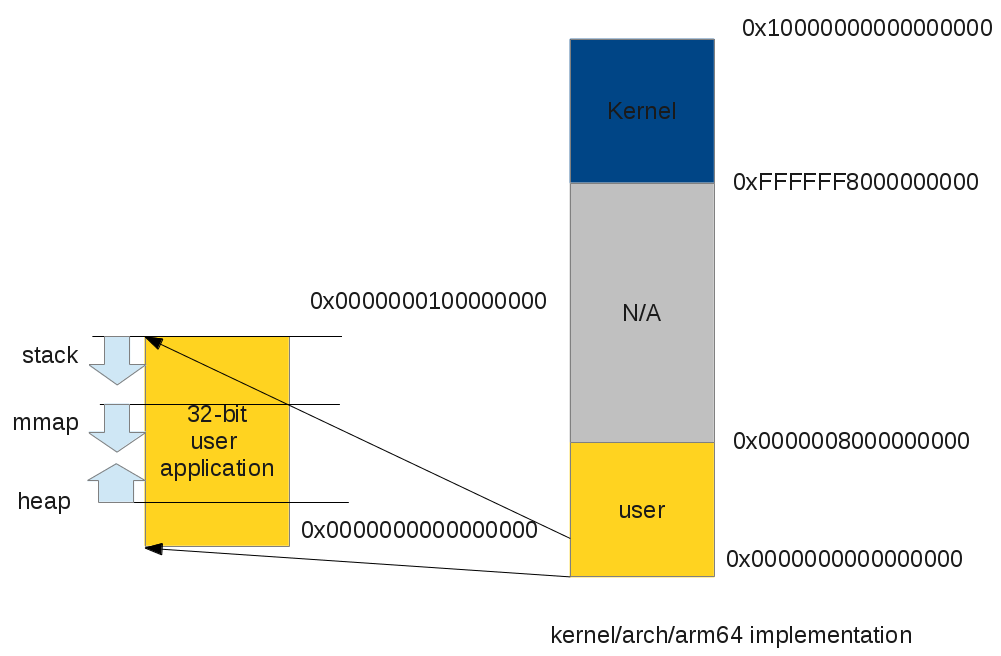 0x10000000000000000
Kernel
0xFFFFFF8000000000
0x0000000100000000
N/A
stack
mmap
32-bit
user
application
0x0000008000000000
heap
user
0x0000000000000000
0x0000000000000000
kernel/arch/arm64 implementation